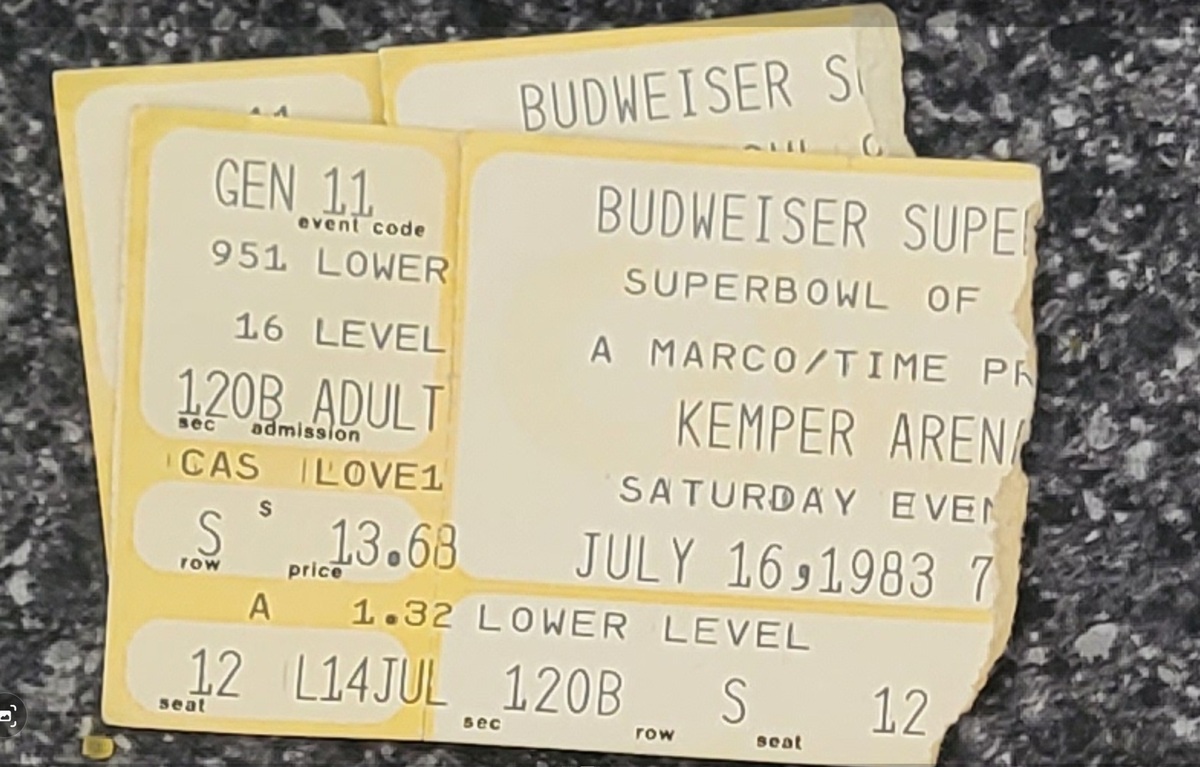 BUDWEISER S
GEN 11
event code
951 LOWER
16 LEVEL
120B ADULT
sec admission
CAS LOVE1
S $ 13.68
row price
A 1.32
12 L14JUL
seat
BUDWEISER SUPE
SUPERBOWL OF
A MARCO/TIME PR
KEMPER ARENA
SATURDAY EVEN
JULY 16,1983 7
LOWER LEVEL
120B S 12
sec row seat